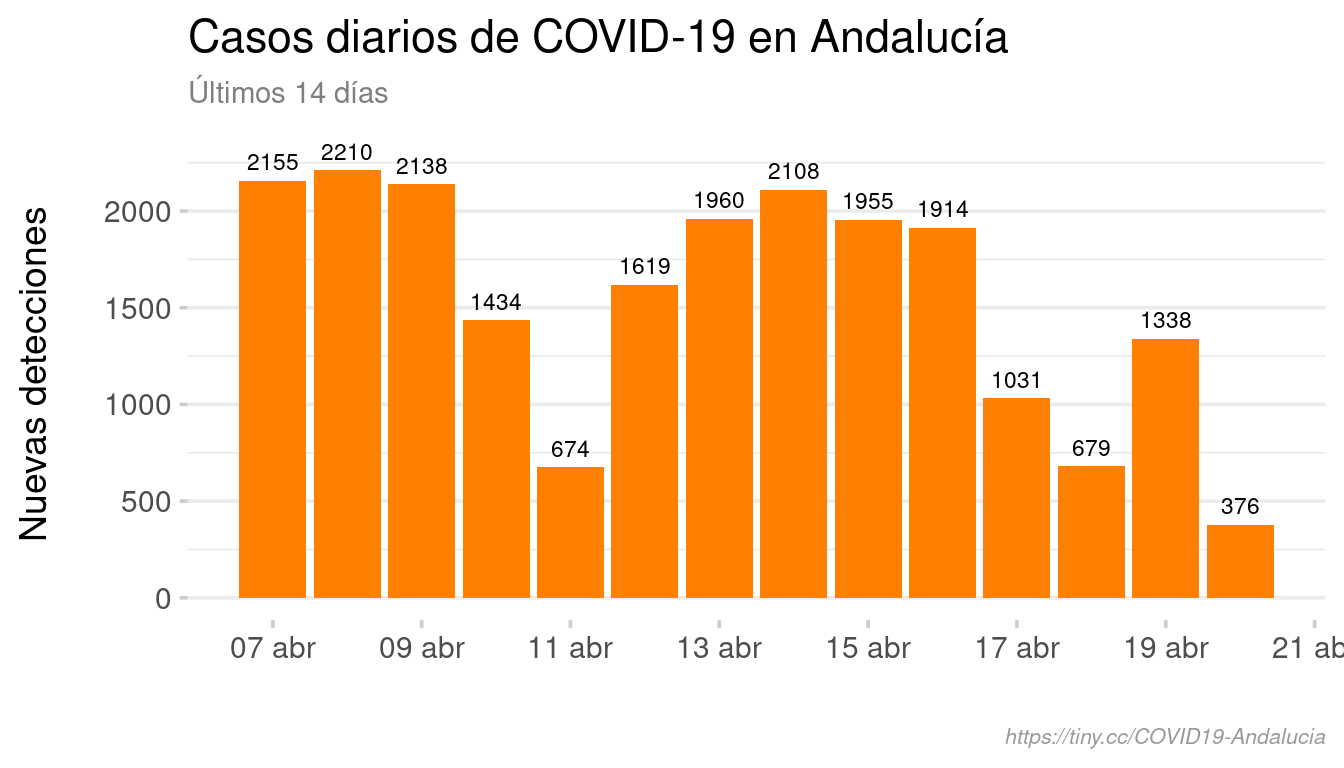 Casos diarios de COVID-19 en Andalucía
Últimos 14 días
Nuevas detecciones
2155 2210 2138 1434 674 1619 1960 2108 1955 1914 1031 679 1338 376
2000
1500
1000
500
0
07 abr 09 abr 11 abr 13 abr 15 abr 17 abr 19 abr 21 ab
https://tiny.cc/COVID19-Andalucia